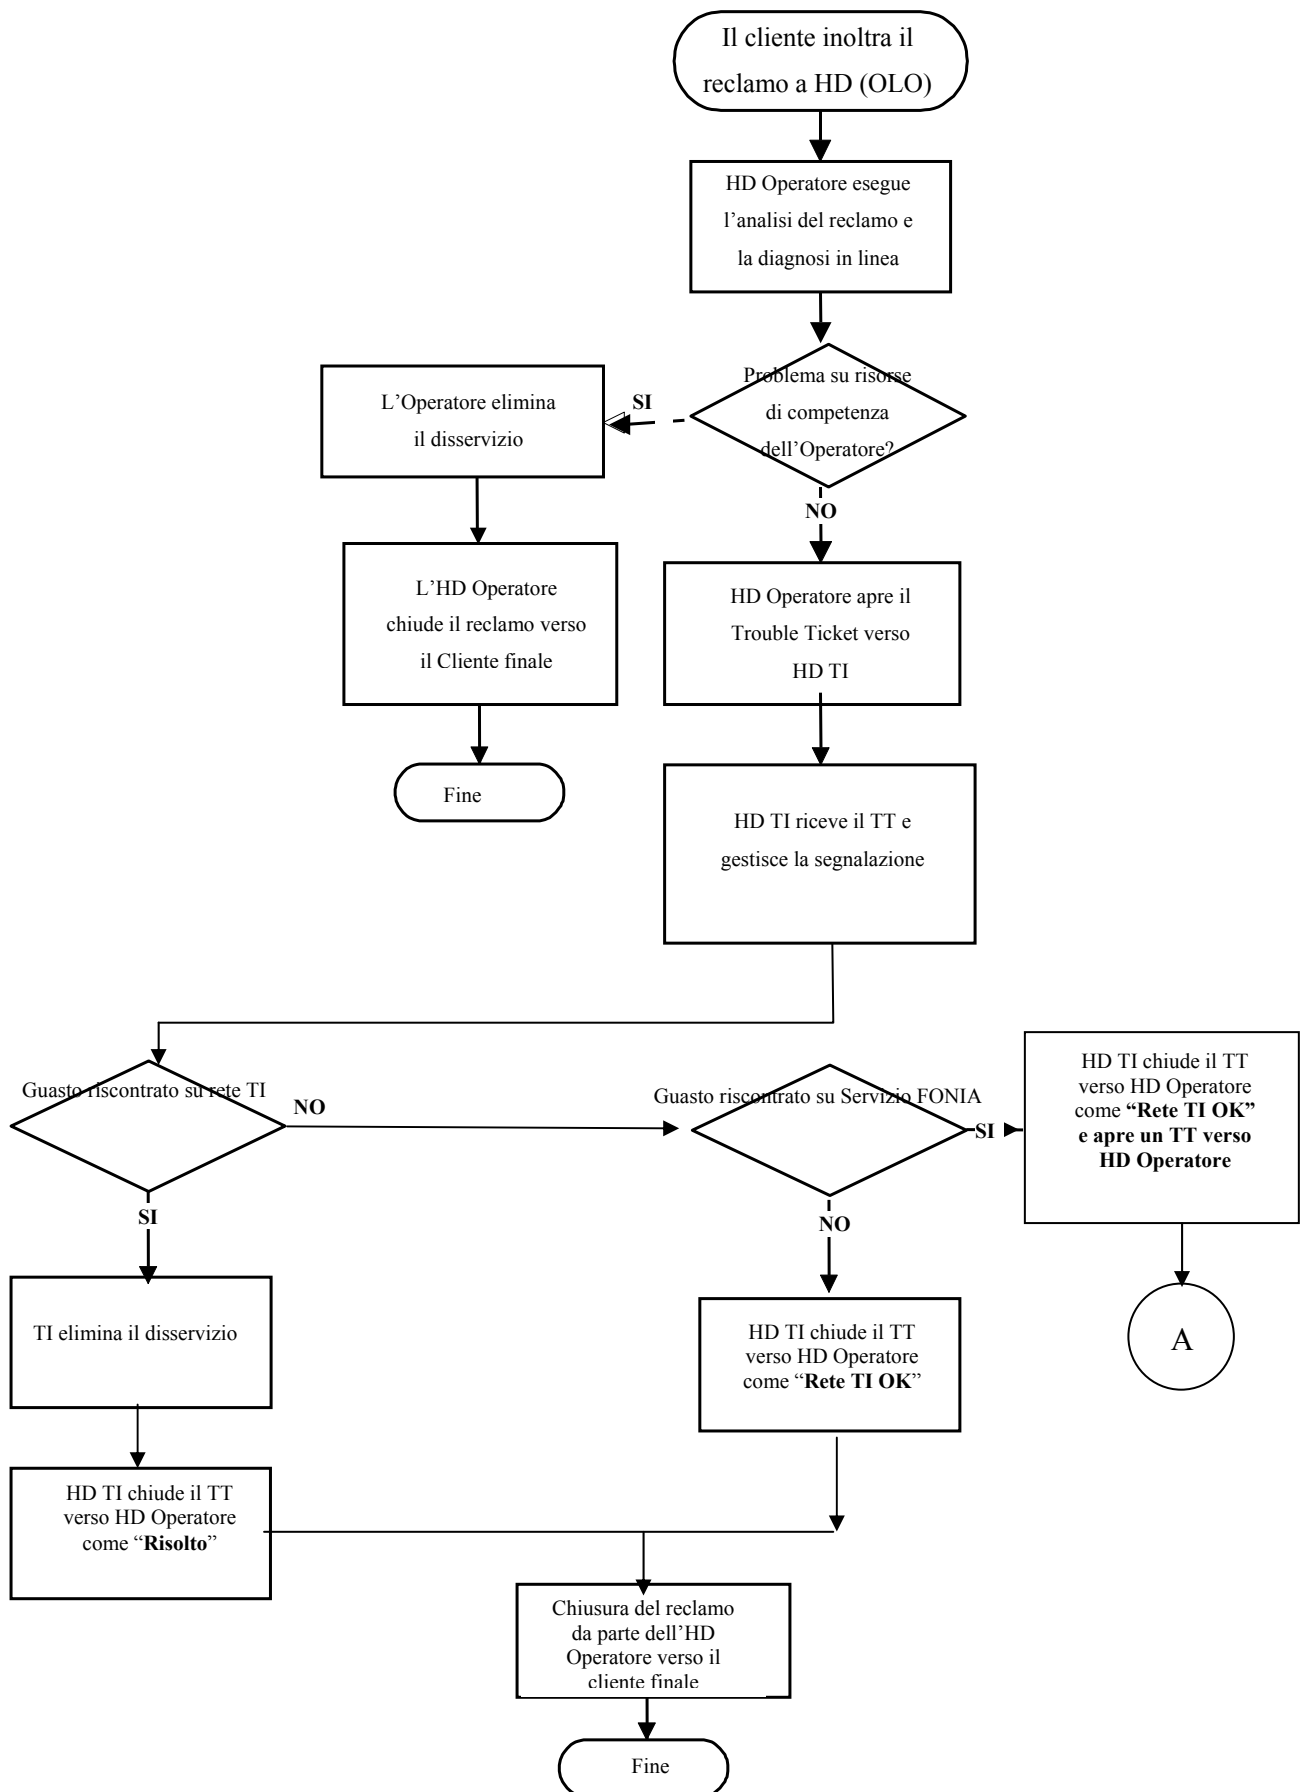 Il cliente inoltra il
reclamo a HD (OLO)
HD Operatore esegue
l’analisi del reclamo e
la diagnosi in linea
Problema su risorse
di competenza
dell’Operatore?
SI
L’Operatore elimina
il disservizio
NO
L’HD Operatore
chiude il reclamo verso
il Cliente finale
HD Operatore apre il
Trouble Ticket verso
HD TI
Fine
HD TI riceve il TT e
gestisce la segnalazione
Guasto riscontrato su rete TI
NO
Guasto riscontrato su Servizio FONIA
SI
HD TI chiude il TT
verso HD Operatore
come “Rete TI OK”
e apre un TT verso
HD Operatore
SI
NO
TI elimina il disservizio
HD TI chiude il TT
verso HD Operatore
come “Rete TI OK”
A
HD TI chiude il TT
verso HD Operatore
come “Risolto”
Chiusura del reclamo
da parte dell’HD
Operatore verso il
cliente finale
Fine